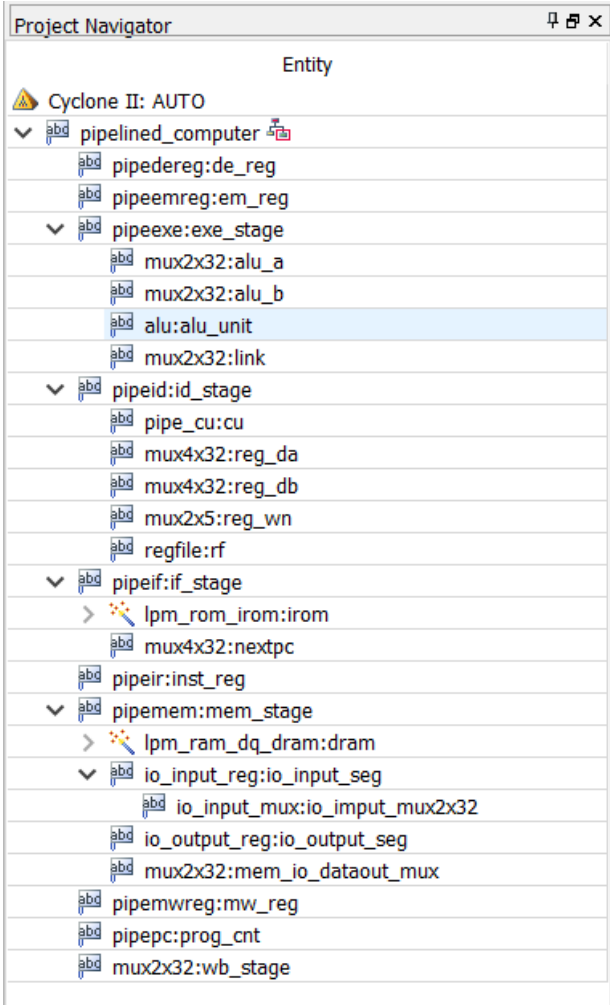 Project Navigator
Entity
Cyclone II: AUTO
pipelined_computer
pipedereg:de_reg
pipeemreg:em_reg
pipeexe:exe_stage
mux2x32:alu_a
mux2x32:alu_b
alu:alu_unit
mux2x32:link
pipeid:id_stage
pipe_cu:cu
mux4x32:reg_da
mux4x32:reg_db
mux2x5:reg_wn
regfile:rf
pipeif:if_stage
lpm_rom_irom:irom
mux4x32:nextpc
pipeir:inst_reg
pipemem:mem_stage
lpm_ram_dq_dram:dram
io_input_reg:io_input_seg
io_input_mux:io_imput_mux2x32
io_output_reg:io_output_seg
mux2x32:mem_io_dataout_mux
pipemwreg:mw_reg
pipepc:prog_cnt
mux2x32:wb_stage